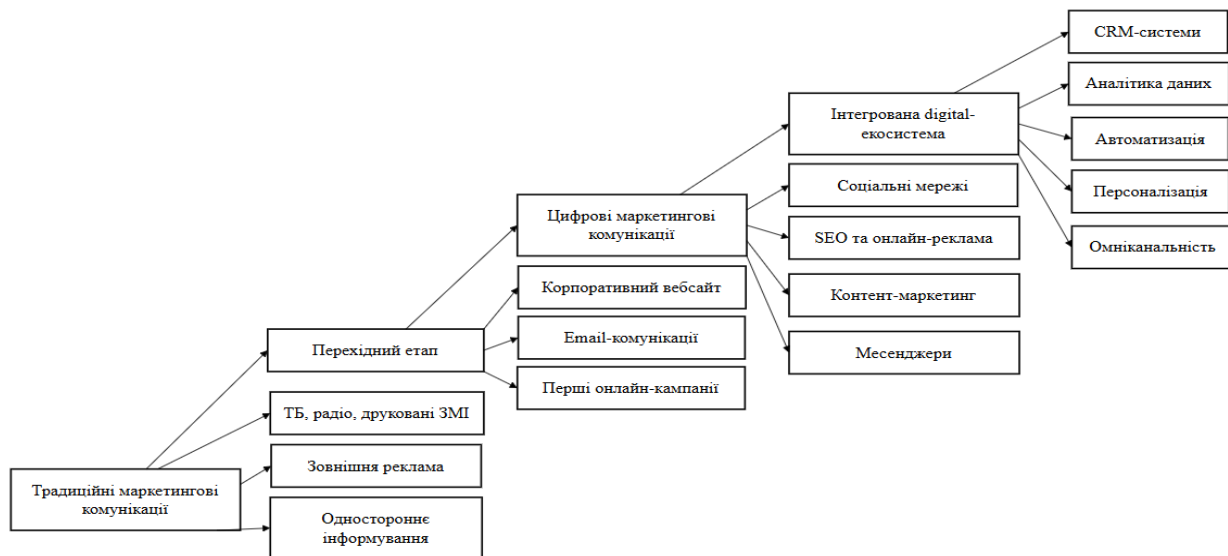 CRM-системи
Аналітика даних
Інтегрована digital-
екосистема
Автоматизація
Соціальні мережі
Персоналізація
Цифрові маркетингові
комунікації
SEO та онлайн-реклама
Омніканальність
Корпоративний вебсайт
Контент-маркетинг
Email-комунікації
Перехідний етап
Месенджери
Перші онлайн-кампанії
ТБ, радіо, друковані ЗМІ
Зовнішня реклама
Традиційні маркетингові
комунікації
Одностороннє
інформування